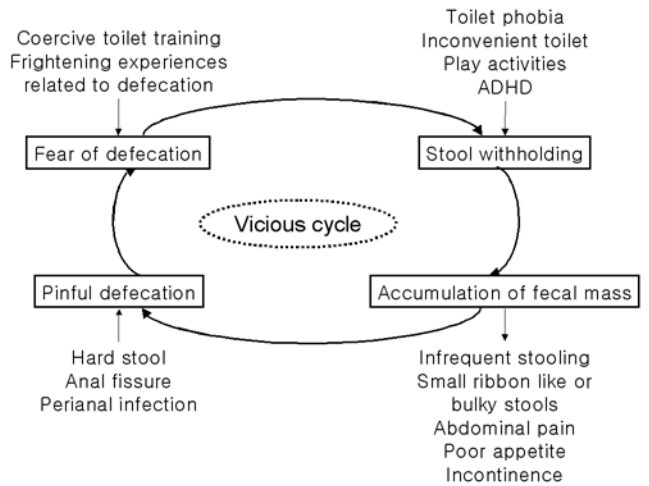 Coercive toilet training
Frightening experiences
related to defecation
Toilet phobia
Inconvenient toilet
Play activities
ADHD
Fear of defecation
Stool withholding
Vicious cycle
Pinful defecation
Accumulation of fecal mass
Hard stool
Anal fissure
Perianal infection
Infrequent stooling
Small ribbon like or
bulky stools
Abdominal pain
Poor appetite
Incontinence